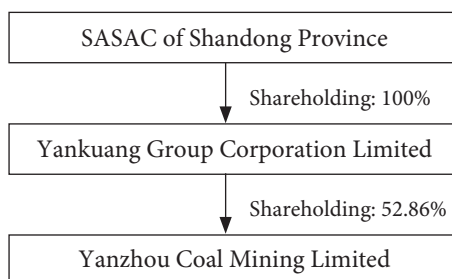 SASAC of Shandong Province
Shareholding: 100%
Yankuang Group Corporation Limited
Shareholding: 52.86%
Yanzhou Coal Mining Limited